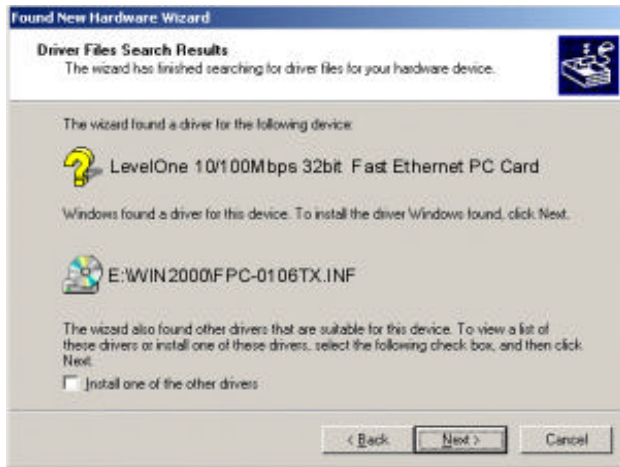 Found New Hardware Wizard
Driver Files Search Results
The wizard has finished searching for driver files for your hardware device.
The wizard found a driver for the following device:
LevelOne 10/100Mbps 32bit Fast Ethernet PC Card
Windows found a driver for this device. To install the driver Windows found, click Next.
E:\WIN2000\FPC-0106TX.INF
The wizard also found other drivers that are suitable for this device. To view a list of
these drivers or install one of these drivers, select the following check box, and then click
Next.
Install one of the other drivers
< Back Next > Cancel